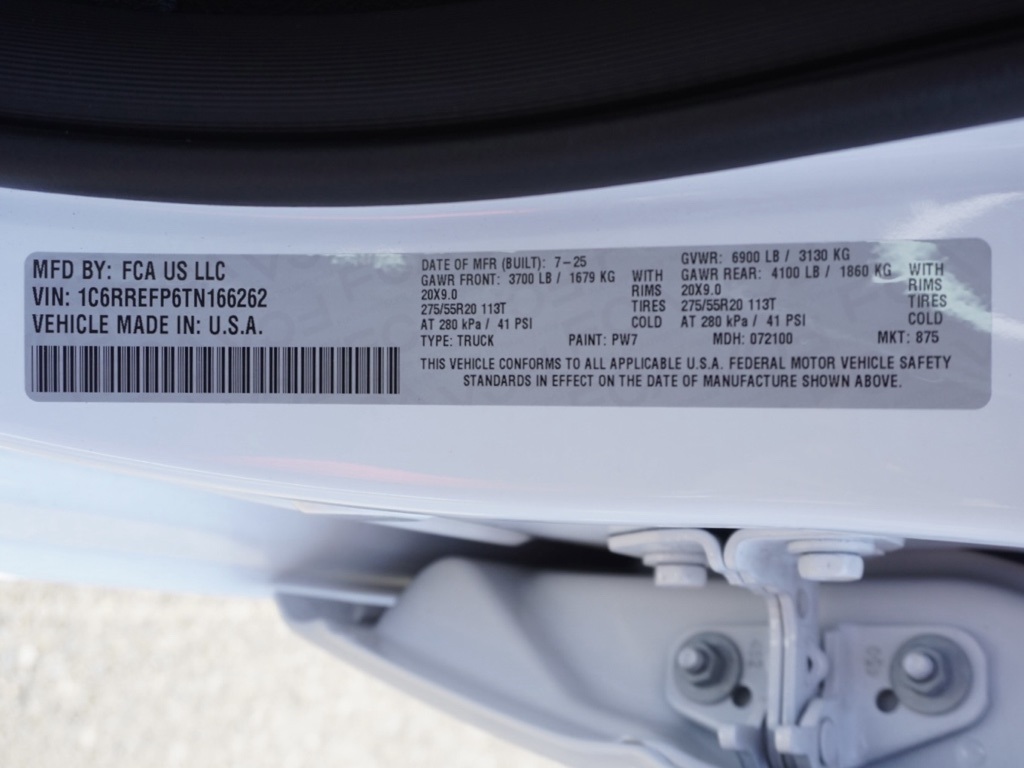 MFD BY: FCA US LLC
VIN: 1C6RREFP6TN166262
VEHICLE MADE IN: U.S.A.
DATE OF MFR (BUILT): 7-25
GVWR: 6900 LB / 3130 KG
GAWR FRONT: 3700 LB / 1679 KG WITH
GAWR REAR: 4100 LB / 1860 KG WITH
20X9.0 RIMS
20X9.0 RIMS
275/55R20 113T TIRES
275/55R20 113T TIRES
AT 280 kPa / 41 PSI COLD
AT 280 kPa / 41 PSI COLD
TYPE: TRUCK PAINT: PW7 MDH: 072100 MKT: 875
THIS VEHICLE CONFORMS TO ALL APPLICABLE U.S.A. FEDERAL MOTOR VEHICLE SAFETY
STANDARDS IN EFFECT ON THE DATE OF MANUFACTURE SHOWN ABOVE.